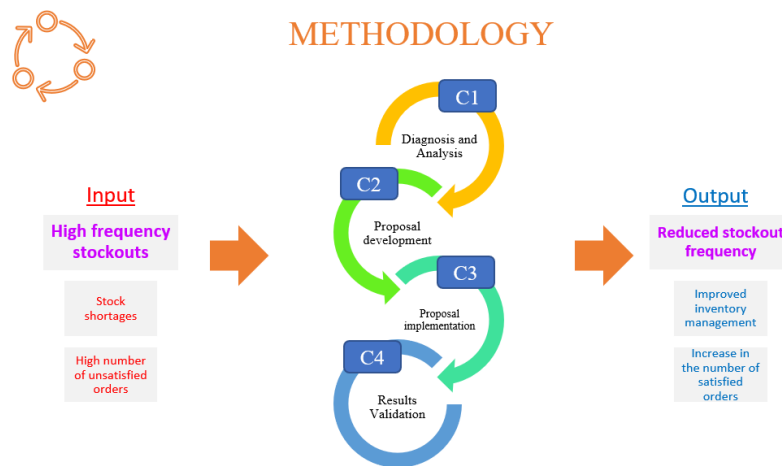 METHODOLOGY
C1
Diagnosis and
Analysis
C2
Proposal
development
C3
Proposal
implementation
C4
Results
Validation
Input
High frequency
stockouts
Stock
shortages
High number
of unsatisfied
orders
Output
Reduced stockout
frequency
Improved
inventory
management
Increase in
the number of
satisfied
orders